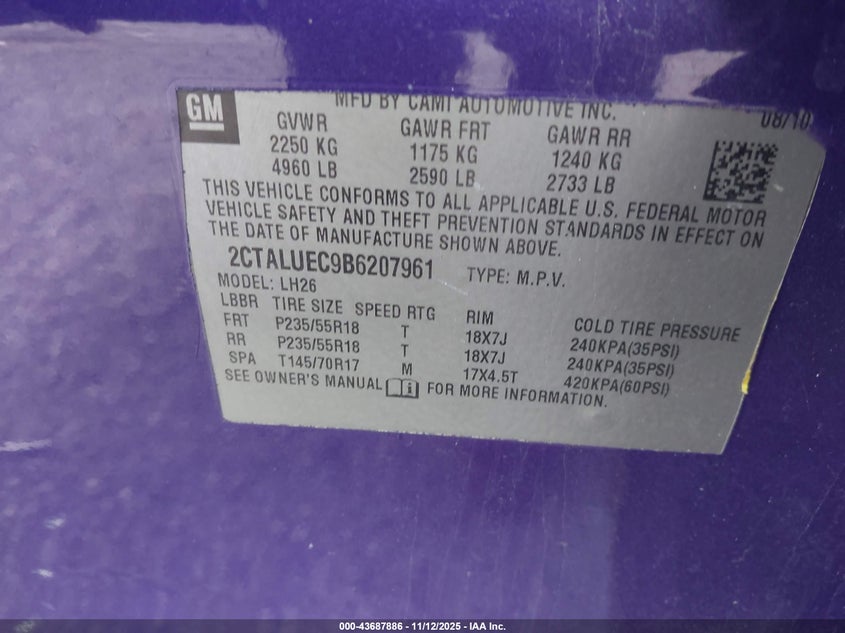 GM
MFD BY CAMI AUTOMOTIVE INC. 08/10
GVWR GAWR FRT GAWR RR
2250 KG 1175 KG 1240 KG
4960 LB 2590 LB 2733 LB
THIS VEHICLE CONFORMS TO ALL APPLICABLE U.S. FEDERAL MOTOR
VEHICLE SAFETY AND THEFT PREVENTION STANDARDS IN EFFECT ON
THE DATE OF MANUFACTURE SHOWN ABOVE.
2CTALUEC9B6207961 TYPE: M.P.V.
MODEL: LH26
LBBR TIRE SIZE SPEED RTG RIM COLD TIRE PRESSURE
FRT P235/55R18 T 18X7J 240KPA(35PSI)
RR P235/55R18 T 18X7J 240KPA(35PSI)
SPA T145/70R17 M 17X4.5T 420KPA(60PSI)
SEE OWNER'S MANUAL FOR MORE INFORMATION.
000-43687886 - 11/12/2025 - IAA Inc.